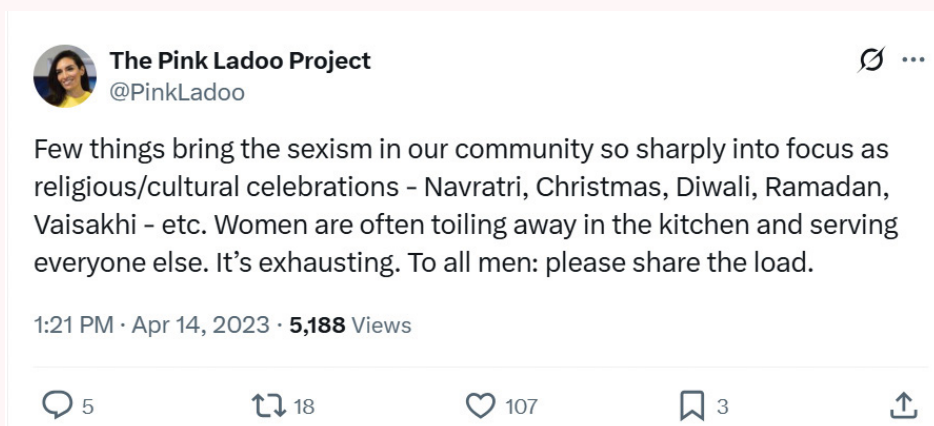 The Pink Ladoo Project
@PinkLadoo
Few things bring the sexism in our community so sharply into focus as
religious/cultural celebrations - Navratri, Christmas, Diwali, Ramadan,
Vaisakhi - etc. Women are often toiling away in the kitchen and serving
everyone else. It’s exhausting. To all men: please share the load.
1:21 PM · Apr 14, 2023 · 5,188 Views
5 18 107 3